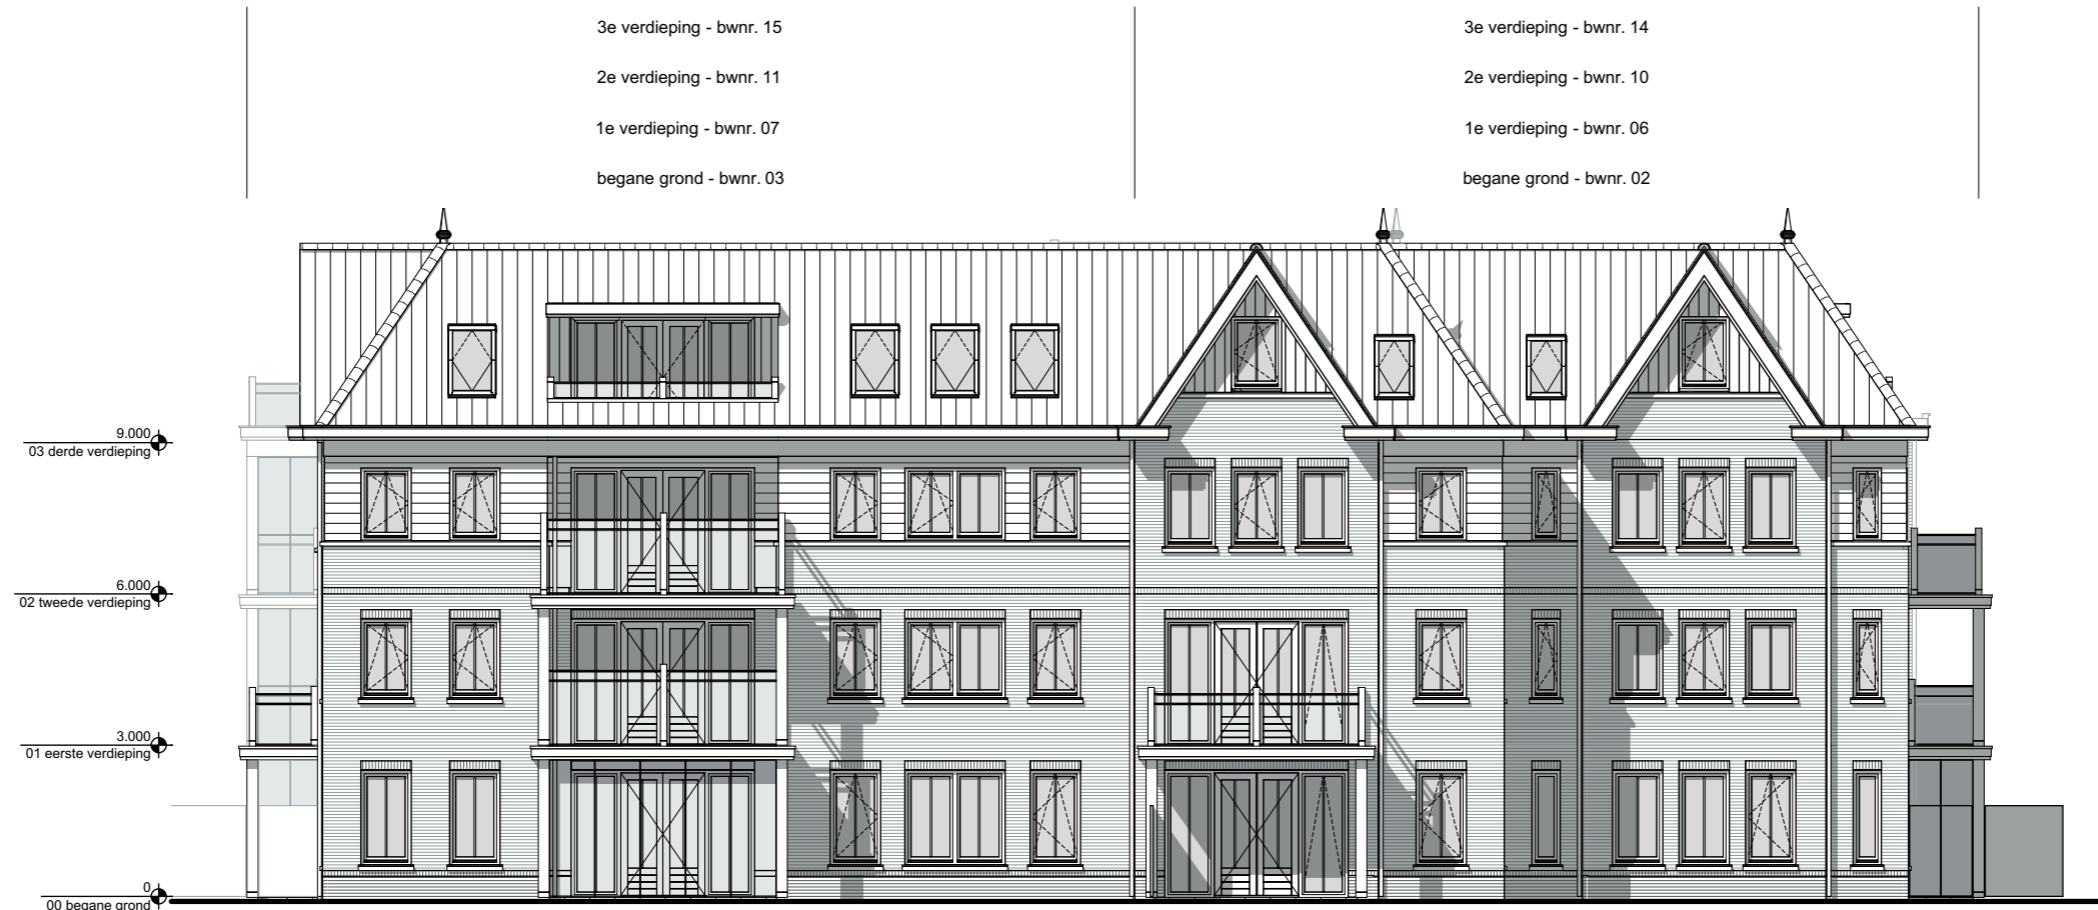 3e verdieping - bwnr. 15
2e verdieping - bwnr. 11
1e verdieping - bwnr. 07
begane grond - bwnr. 03
3e verdieping - bwnr. 14
2e verdieping - bwnr. 10
1e verdieping - bwnr. 06
begane grond - bwnr. 02
9.000
03 derde verdieping
6.000
02 tweede verdieping
3.000
01 eerste verdieping
0
00 begane grond